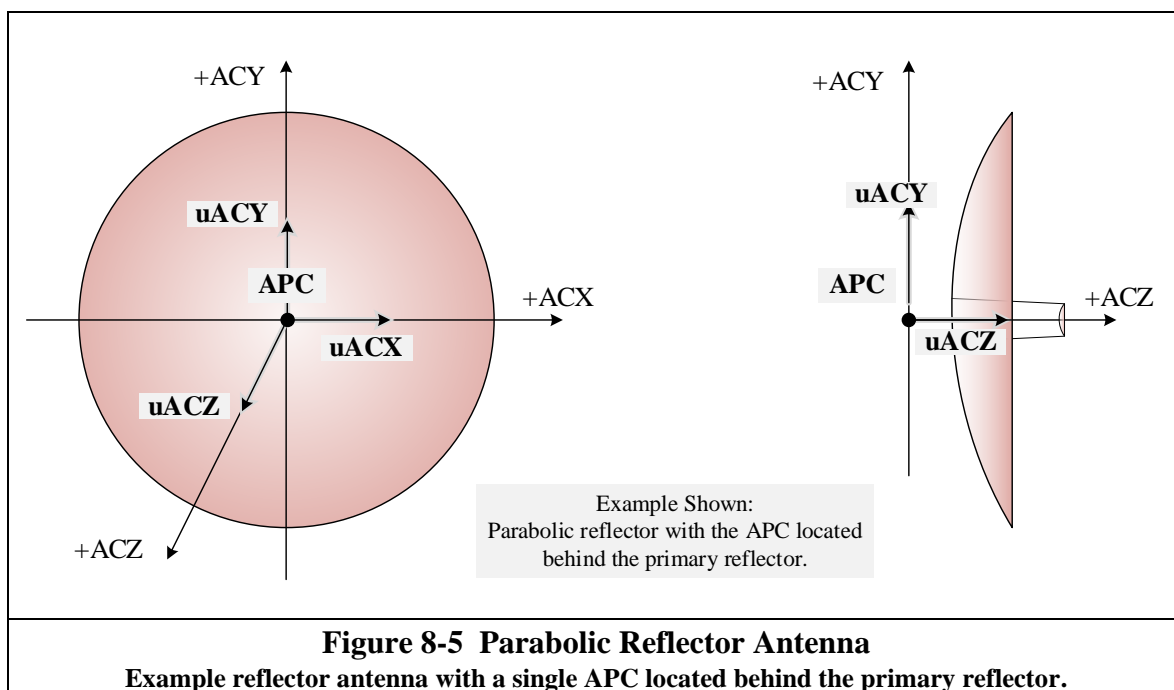 +ACY
uACY
APC
+ACX
uACX
uACZ
+ACZ
+ACY
uACY
APC
+ACZ
uACZ
Example Shown:
Parabolic reflector with the APC located
behind the primary reflector.
Figure 8-5  Parabolic Reflector Antenna
Example reflector antenna with a single APC located behind the primary reflector.